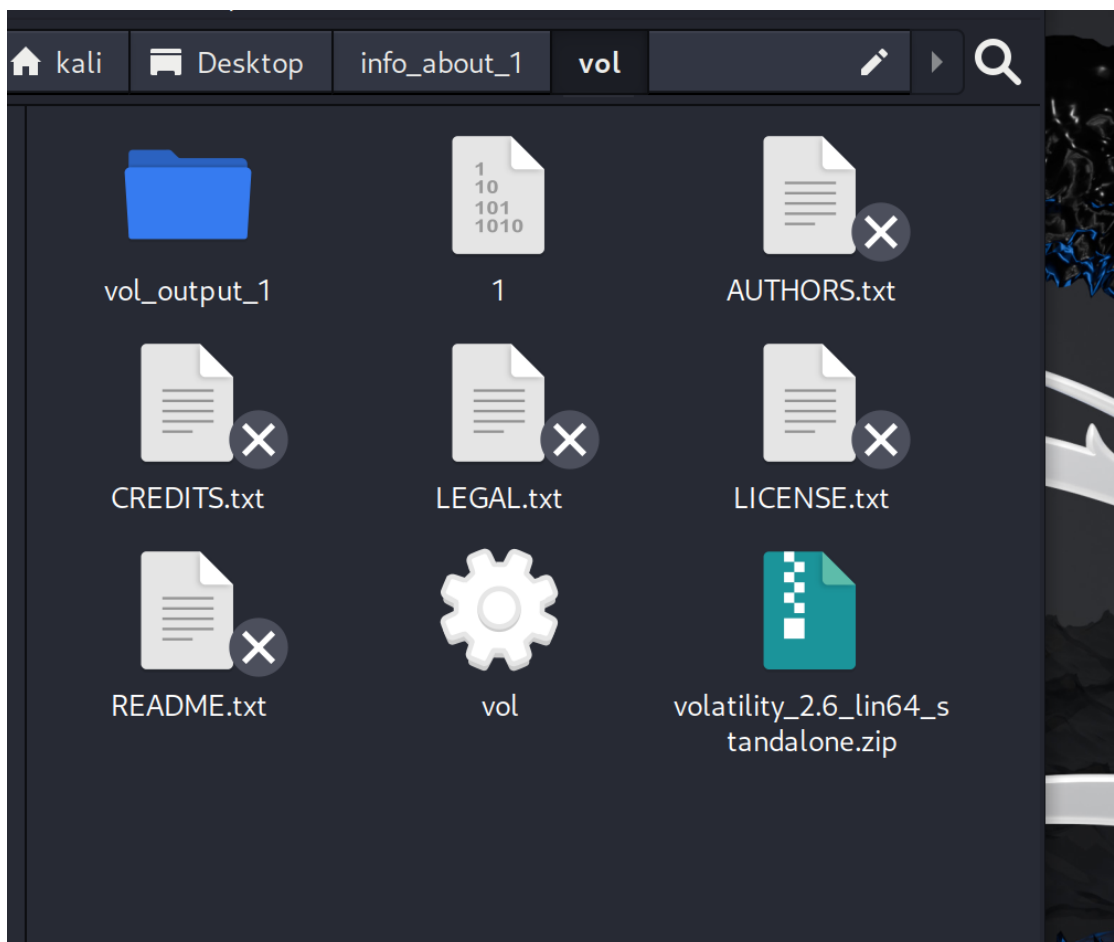 kali
Desktop
info_about_1
vol
vol_output_1
1
10
101
1010
1
AUTHORS.txt
CREDITS.txt
LEGAL.txt
LICENSE.txt
README.txt
vol
volatility_2.6_lin64_s
tandalone.zip